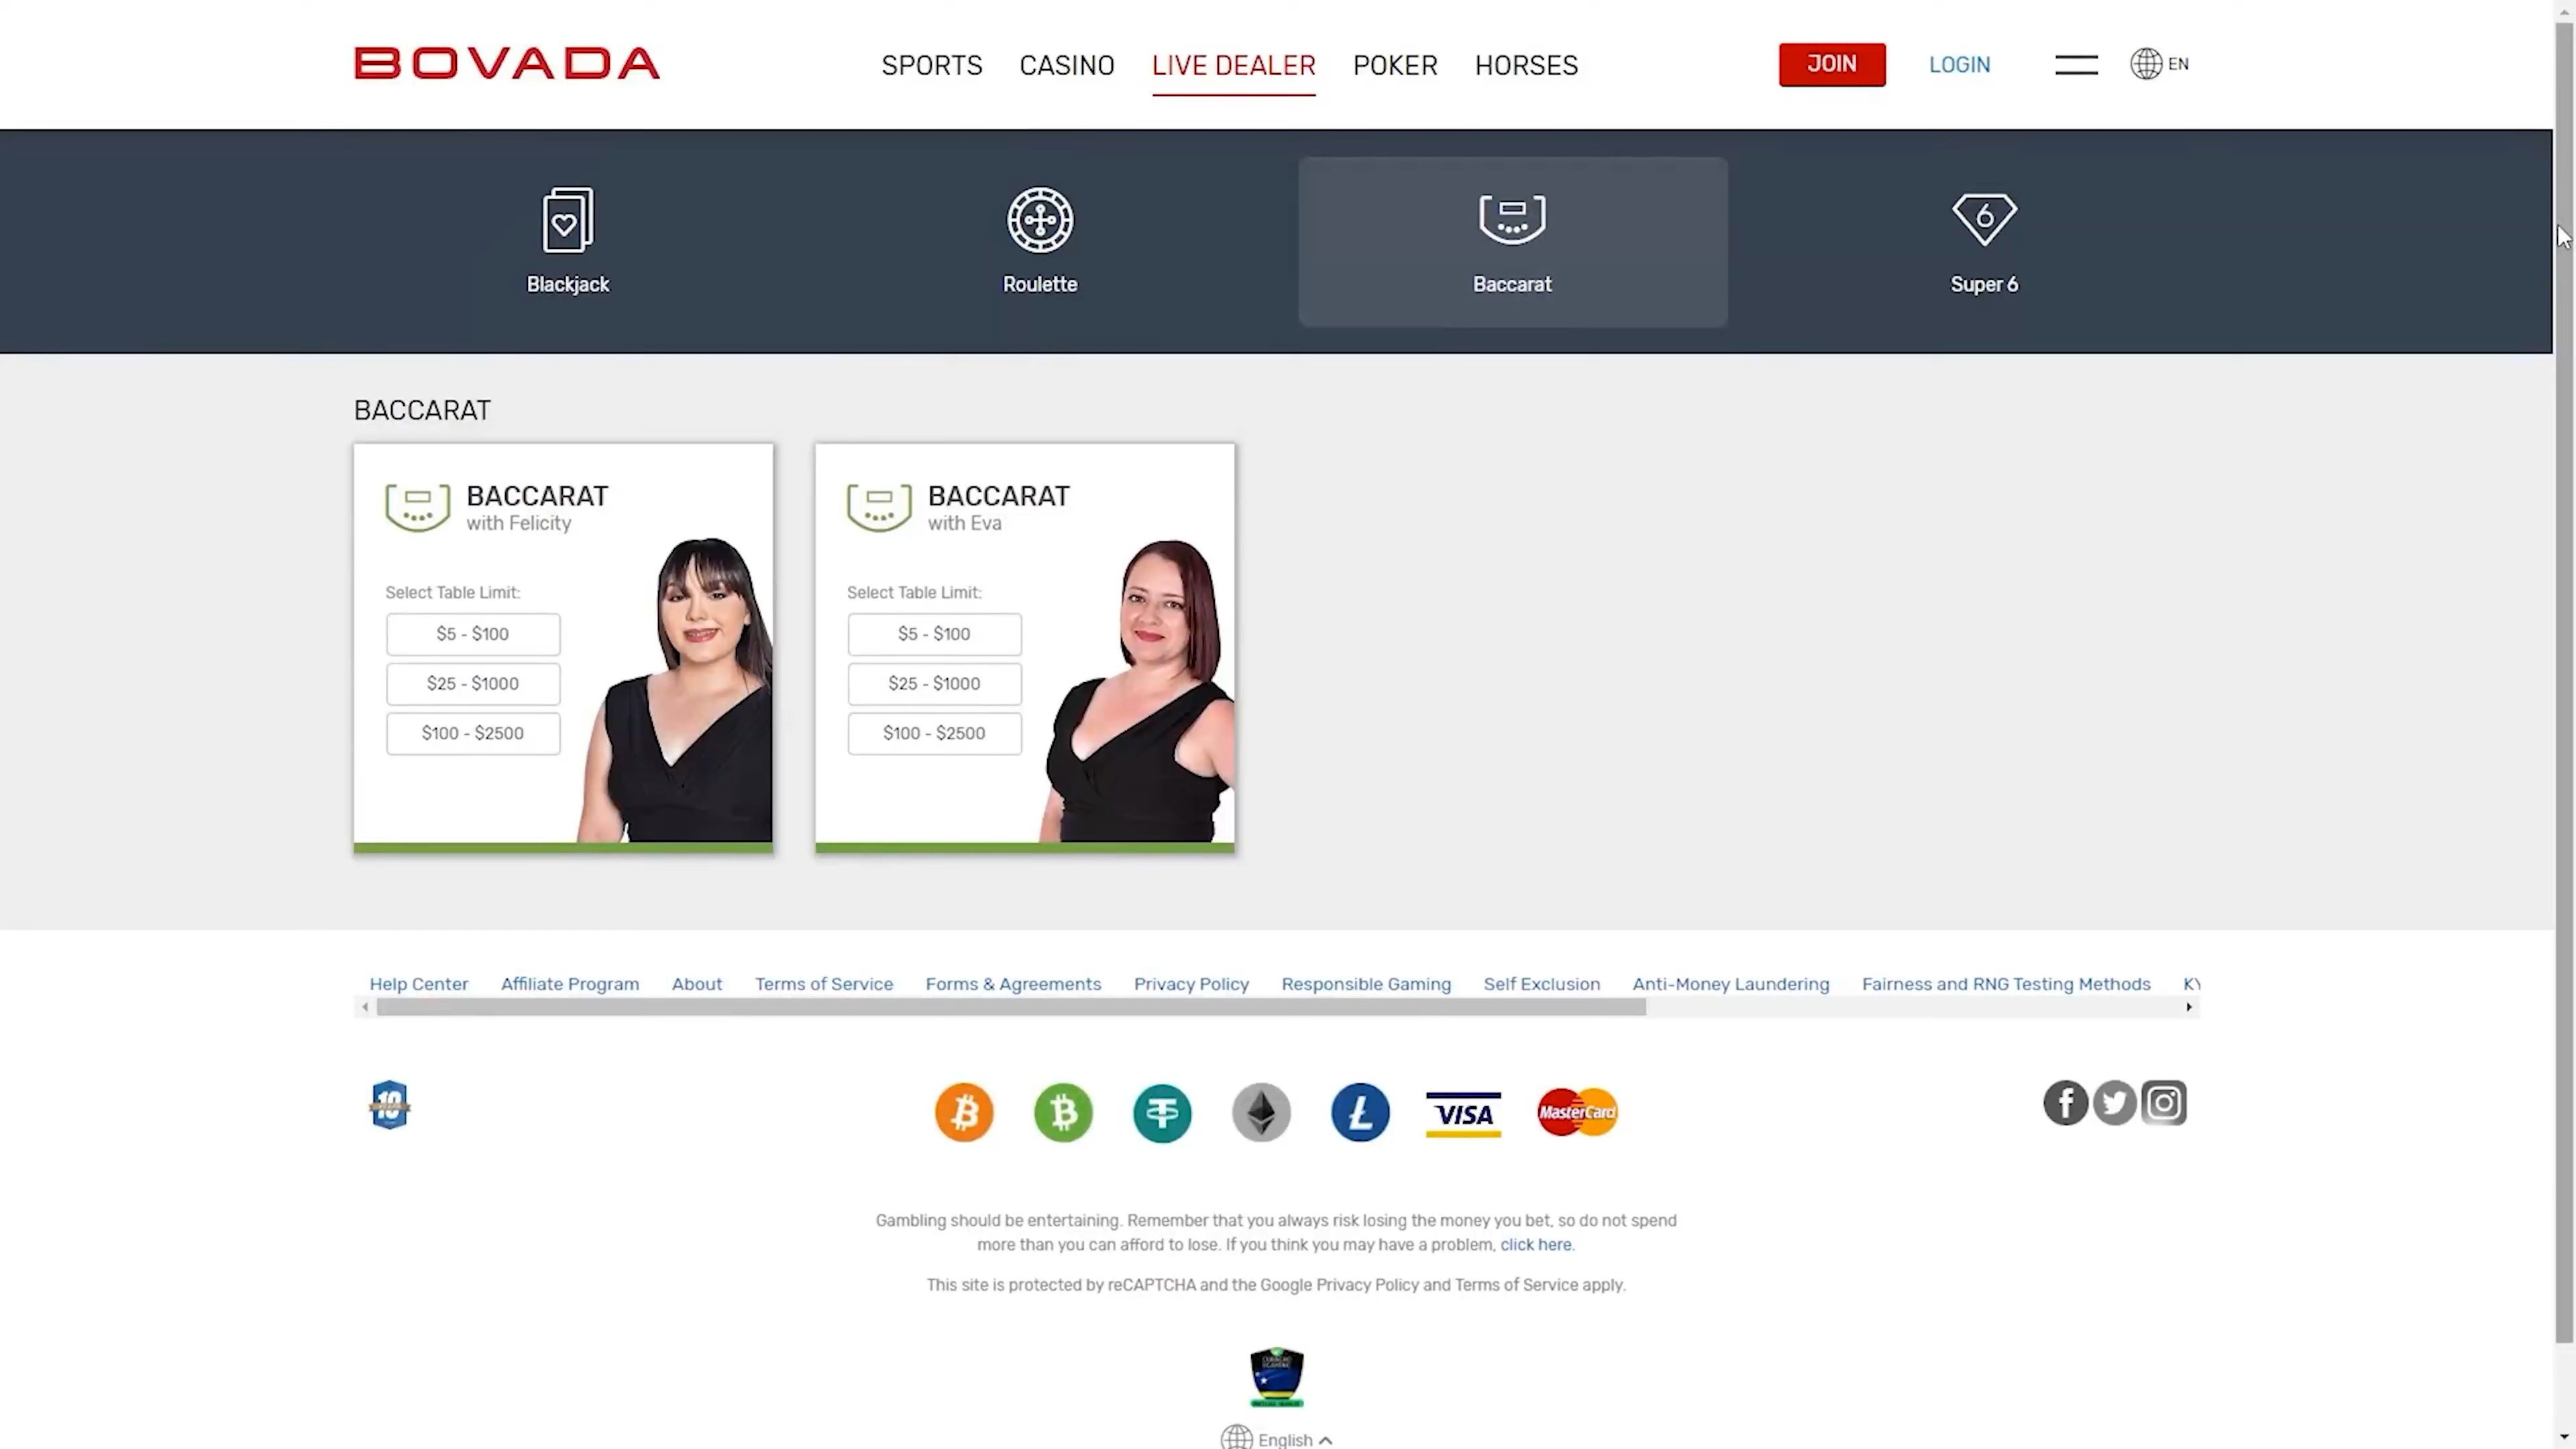 BOVADA
SPORTS CASINO LIVE DEALER POKER HORSES
JOIN LOGIN EN
Blackjack Roulette Baccarat Super 6
6
BACCARAT
BACCARAT
with Felicity
Select Table Limit:
$5 - $100
$25 - $1000
$100 - $2500
BACCARAT
with Eva
Select Table Limit:
$5 - $100
$25 - $1000
$100 - $2500
Help Center Affiliate Program About Terms of Service Forms & Agreements Privacy Policy Responsible Gaming Self Exclusion Anti-Money Laundering Fairness and RNG Testing Methods
10
VISA MasterCard
Gambling should be entertaining. Remember that you always risk losing the money you bet, so do not spend
more than you can afford to lose. If you think you may have a problem, click here.
This site is protected by reCAPTCHA and the Google Privacy Policy and Terms of Service apply.
English